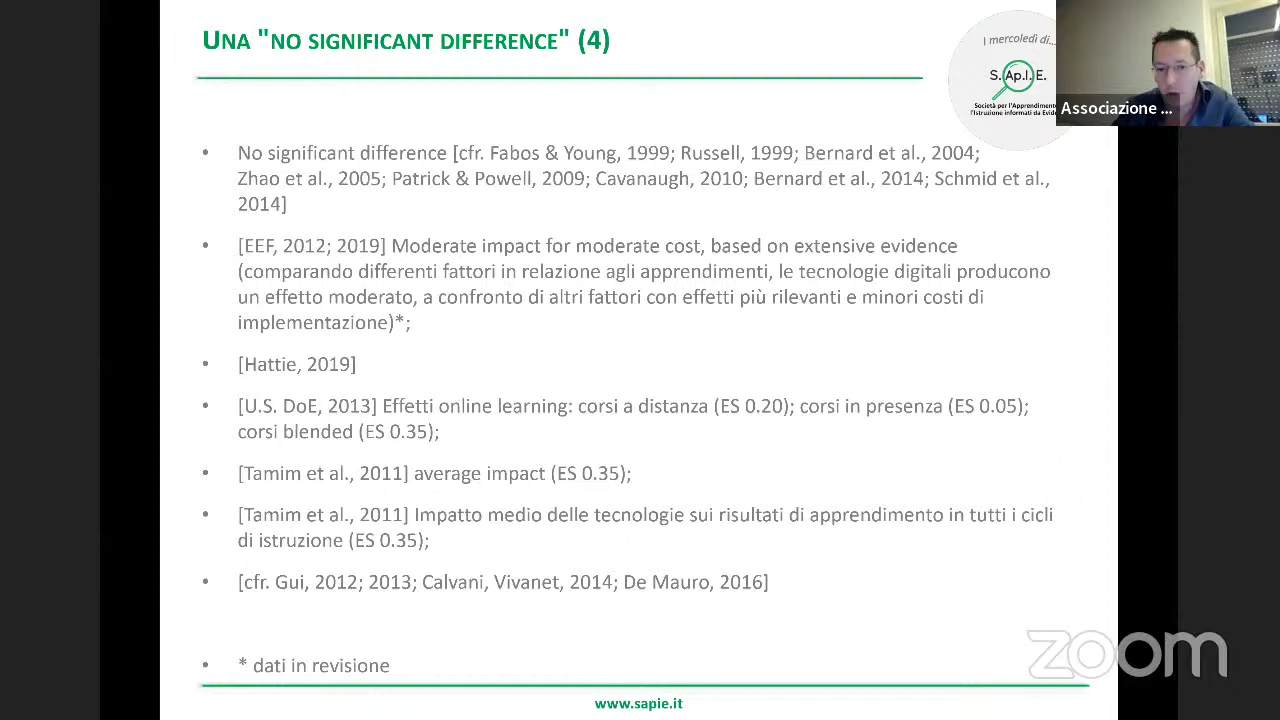 UNA "NO SIGNIFICANT DIFFERENCE" (4)
I mercoledì di...
S.Ap.I.E.
Società per l'Apprendimento
l'Istruzione informati da Evid
Associazione ...
• No significant difference [cfr. Fabos & Young, 1999; Russell, 1999; Bernard et al., 2004;
Zhao et al., 2005; Patrick & Powell, 2009; Cavanaugh, 2010; Bernard et al., 2014; Schmid et al.,
2014]
• [EEF, 2012; 2019] Moderate impact for moderate cost, based on extensive evidence
(comparando differenti fattori in relazione agli apprendimenti, le tecnologie digitali producono
un effetto moderato, a confronto di altri fattori con effetti più rilevanti e minori costi di
implementazione)*;
• [Hattie, 2019]
• [U.S. DoE, 2013] Effetti online learning: corsi a distanza (ES 0.20); corsi in presenza (ES 0.05);
corsi blended (ES 0.35);
• [Tamim et al., 2011] average impact (ES 0.35);
• [Tamim et al., 2011] Impatto medio delle tecnologie sui risultati di apprendimento in tutti i cicli
di istruzione (ES 0.35);
• [cfr. Gui, 2012; 2013; Calvani, Vivanet, 2014; De Mauro, 2016]
• * dati in revisione
zoom
www.sapie.it